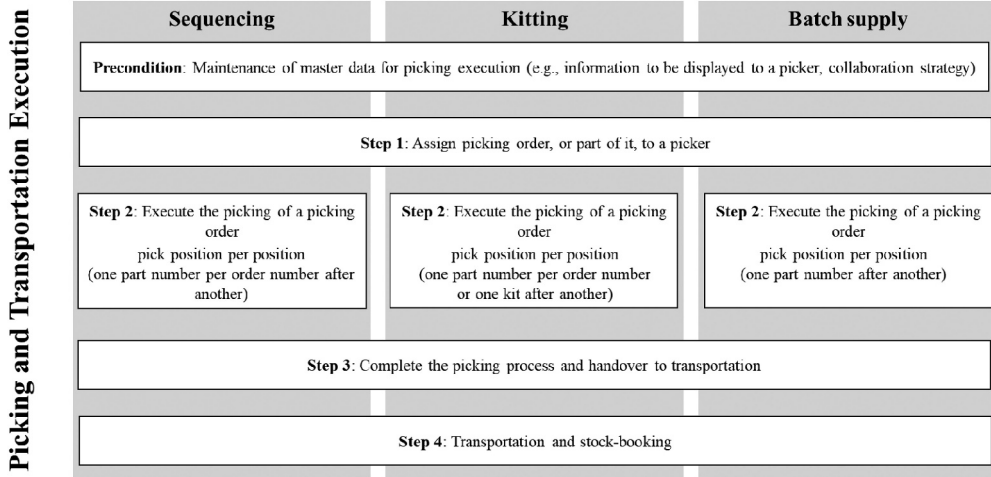 Picking and Transportation Execution
Sequencing
Kitting
Batch supply
Precondition: Maintenance of master data for picking execution (e.g., information to be displayed to a picker, collaboration strategy)
Step 1: Assign picking order, or part of it, to a picker
Step 2: Execute the picking of a picking
order
pick position per position
(one part number per order number after
another)
Step 2: Execute the picking of a picking
order
pick position per position
(one part number per order number
or one kit after another)
Step 2: Execute the picking of a picking
order
pick position per position
(one part number after another)
Step 3: Complete the picking process and handover to transportation
Step 4: Transportation and stock-booking